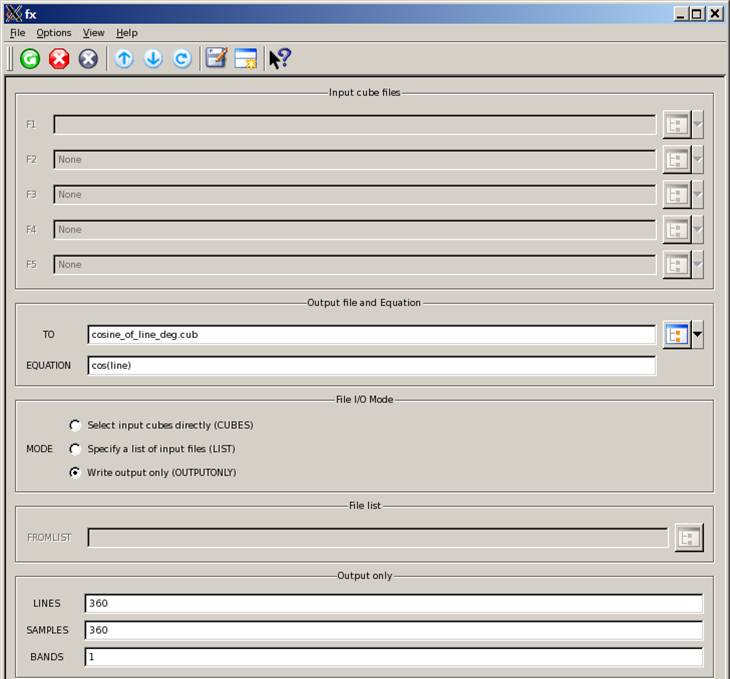 fx
File Options View Help
Input cube files
F1
F2 None
F3 None
F4 None
F5 None
Output file and Equation
TO cosine_of_line_deg.cub
EQUATION cos(line)
File I/O Mode
Select input cubes directly (CUBES)
MODE Specify a list of input files (LIST)
Write output only (OUTPUTONLY)
File list
FROMLIST
Output only
LINES 360
SAMPLES 360
BANDS 1